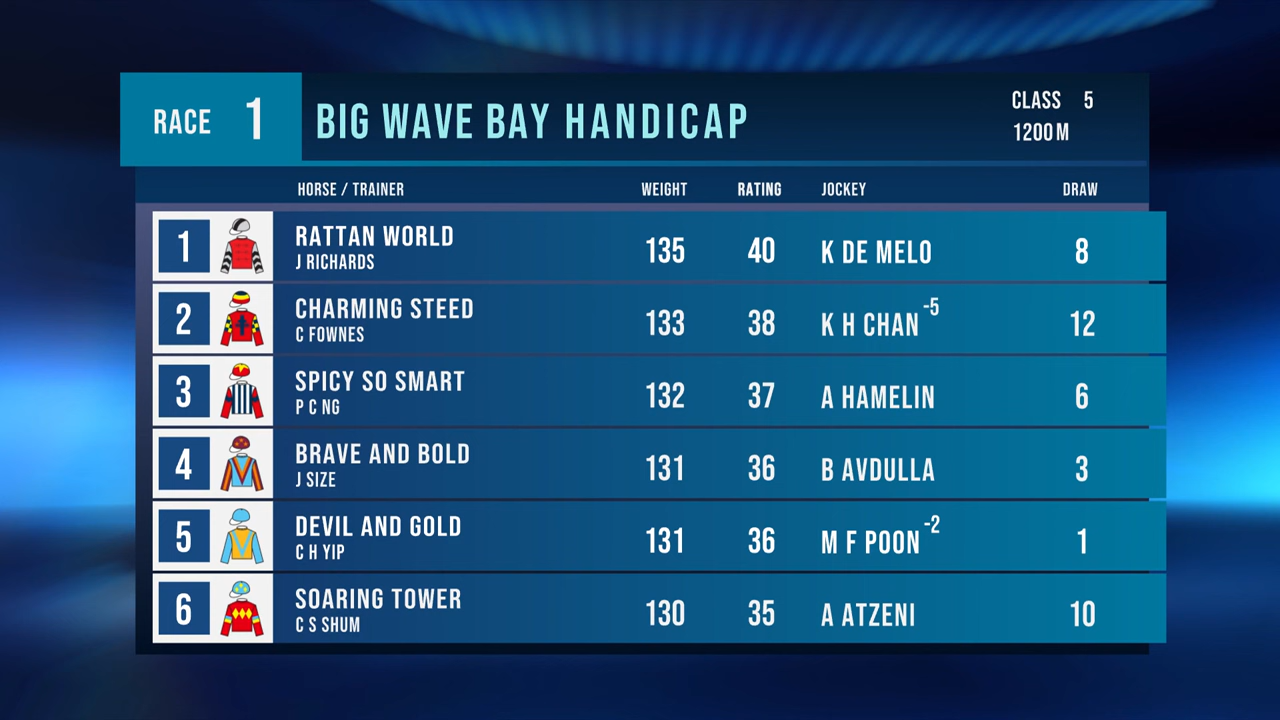 RACE 1 BIG WAVE BAY HANDICAP CLASS 5
1200M
HORSE / TRAINER WEIGHT RATING JOCKEY DRAW
1 RATTAN WORLD 135 40 K DE MELO 8
J RICHARDS
2 CHARMING STEED 133 38 K H CHAN -5 12
C FOWNES
3 SPICY SO SMART 132 37 A HAMELIN 6
P C NG
4 BRAVE AND BOLD 131 36 B AVDULLA 3
J SIZE
5 DEVIL AND GOLD 131 36 M F POON -2 1
C H YIP
6 SOARING TOWER 130 35 A ATZENI 10
C S SHUM